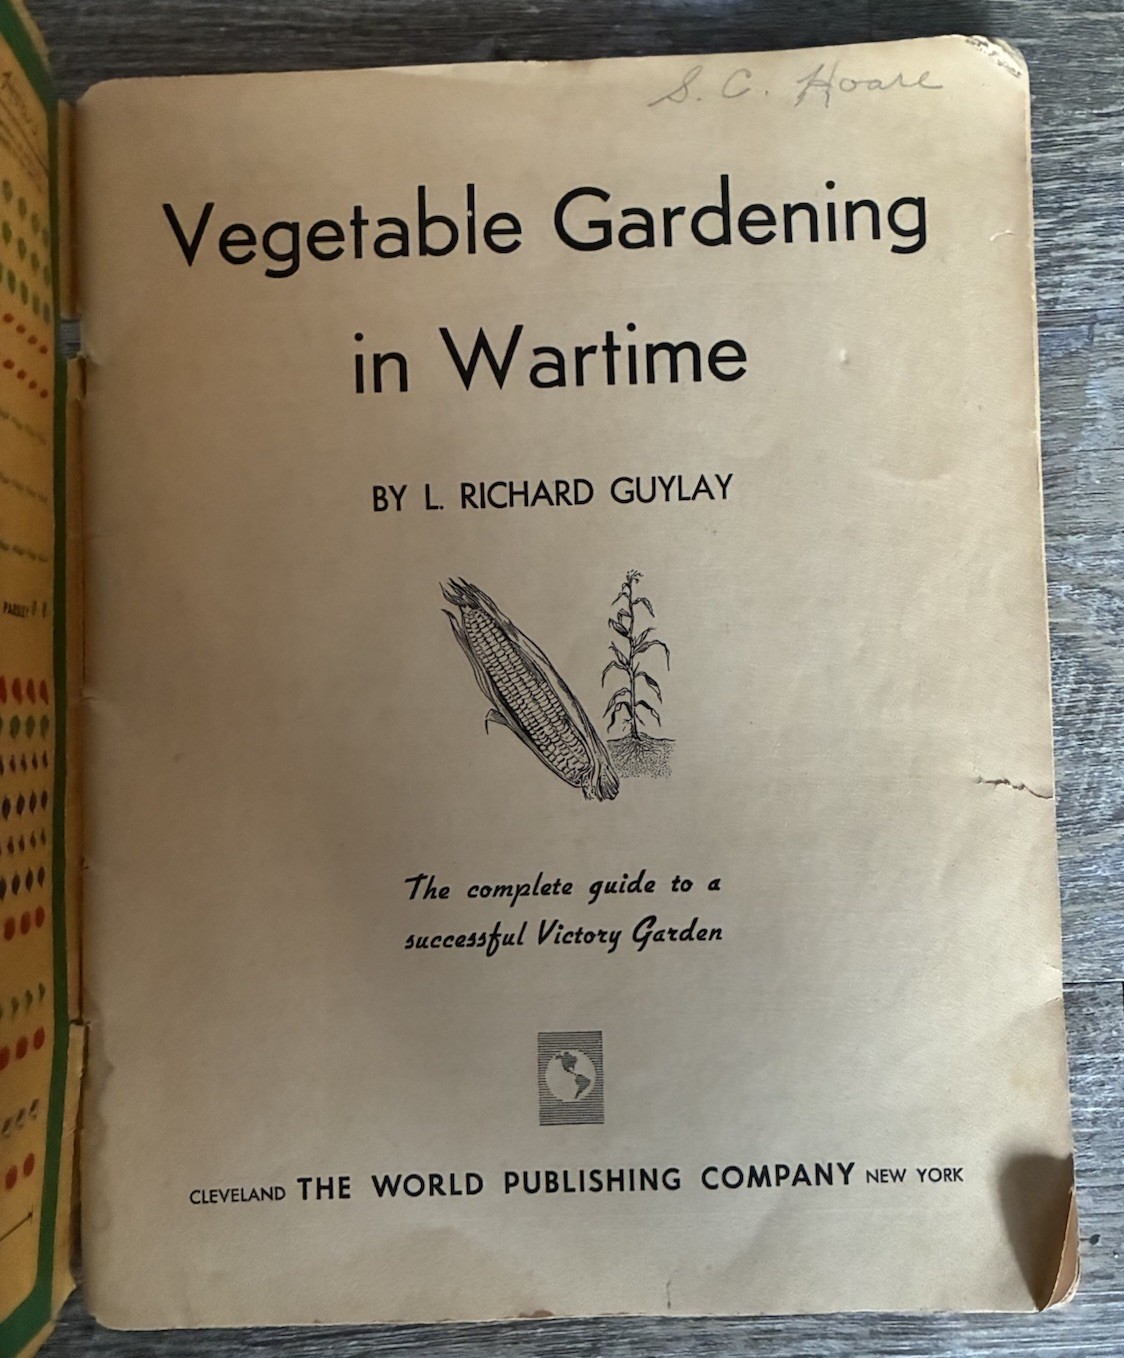 S. C. Hoare
Vegetable Gardening
in Wartime
BY L. RICHARD GUYLAY
The complete guide to a
successful Victory Garden
CLEVELAND THE WORLD PUBLISHING COMPANY NEW YORK
PARSLEY